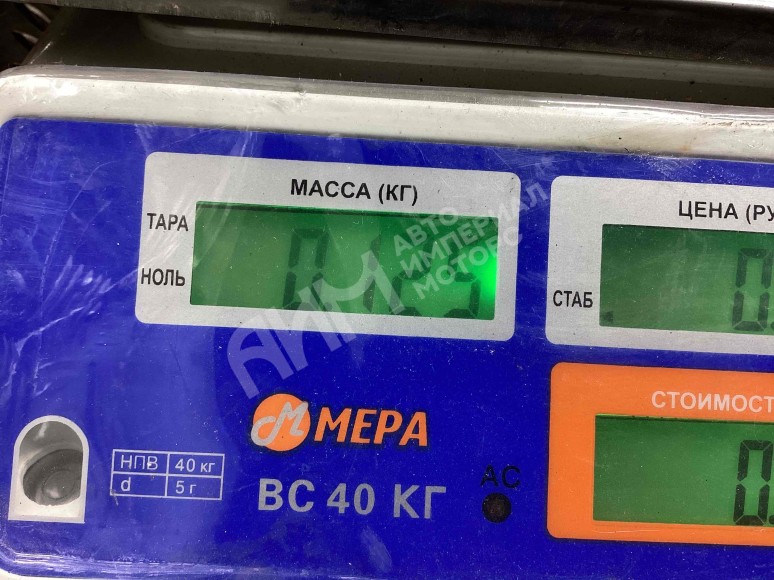 МАССА (КГ)
ТАРА
НОЛЬ
ЦЕНА (РУ
СТАБ
СТОИМОСТ
МЕРА
НПВ 40 кг
d 5 г
ВС 40 КГ
AC
АИМ
АВТО
ИМПЕРИАЛ
МОТОРС